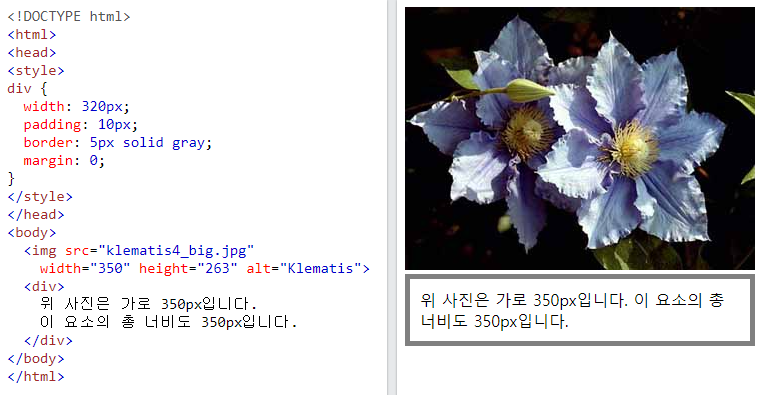 <!DOCTYPE html>
<html>
<head>
<style>
div {
  width: 320px;
  padding: 10px;
  border: 5px solid gray;
  margin: 0;
}
</style>
</head>
<body>
  <img src="klematis4_big.jpg"
    width="350" height="263" alt="Klematis">
  <div>
    위 사진은 가로 350px입니다.
    이 요소의 총 너비도 350px입니다.
  </div>
</body>
</html>
위 사진은 가로 350px입니다. 이 요소의 총
너비도 350px입니다.